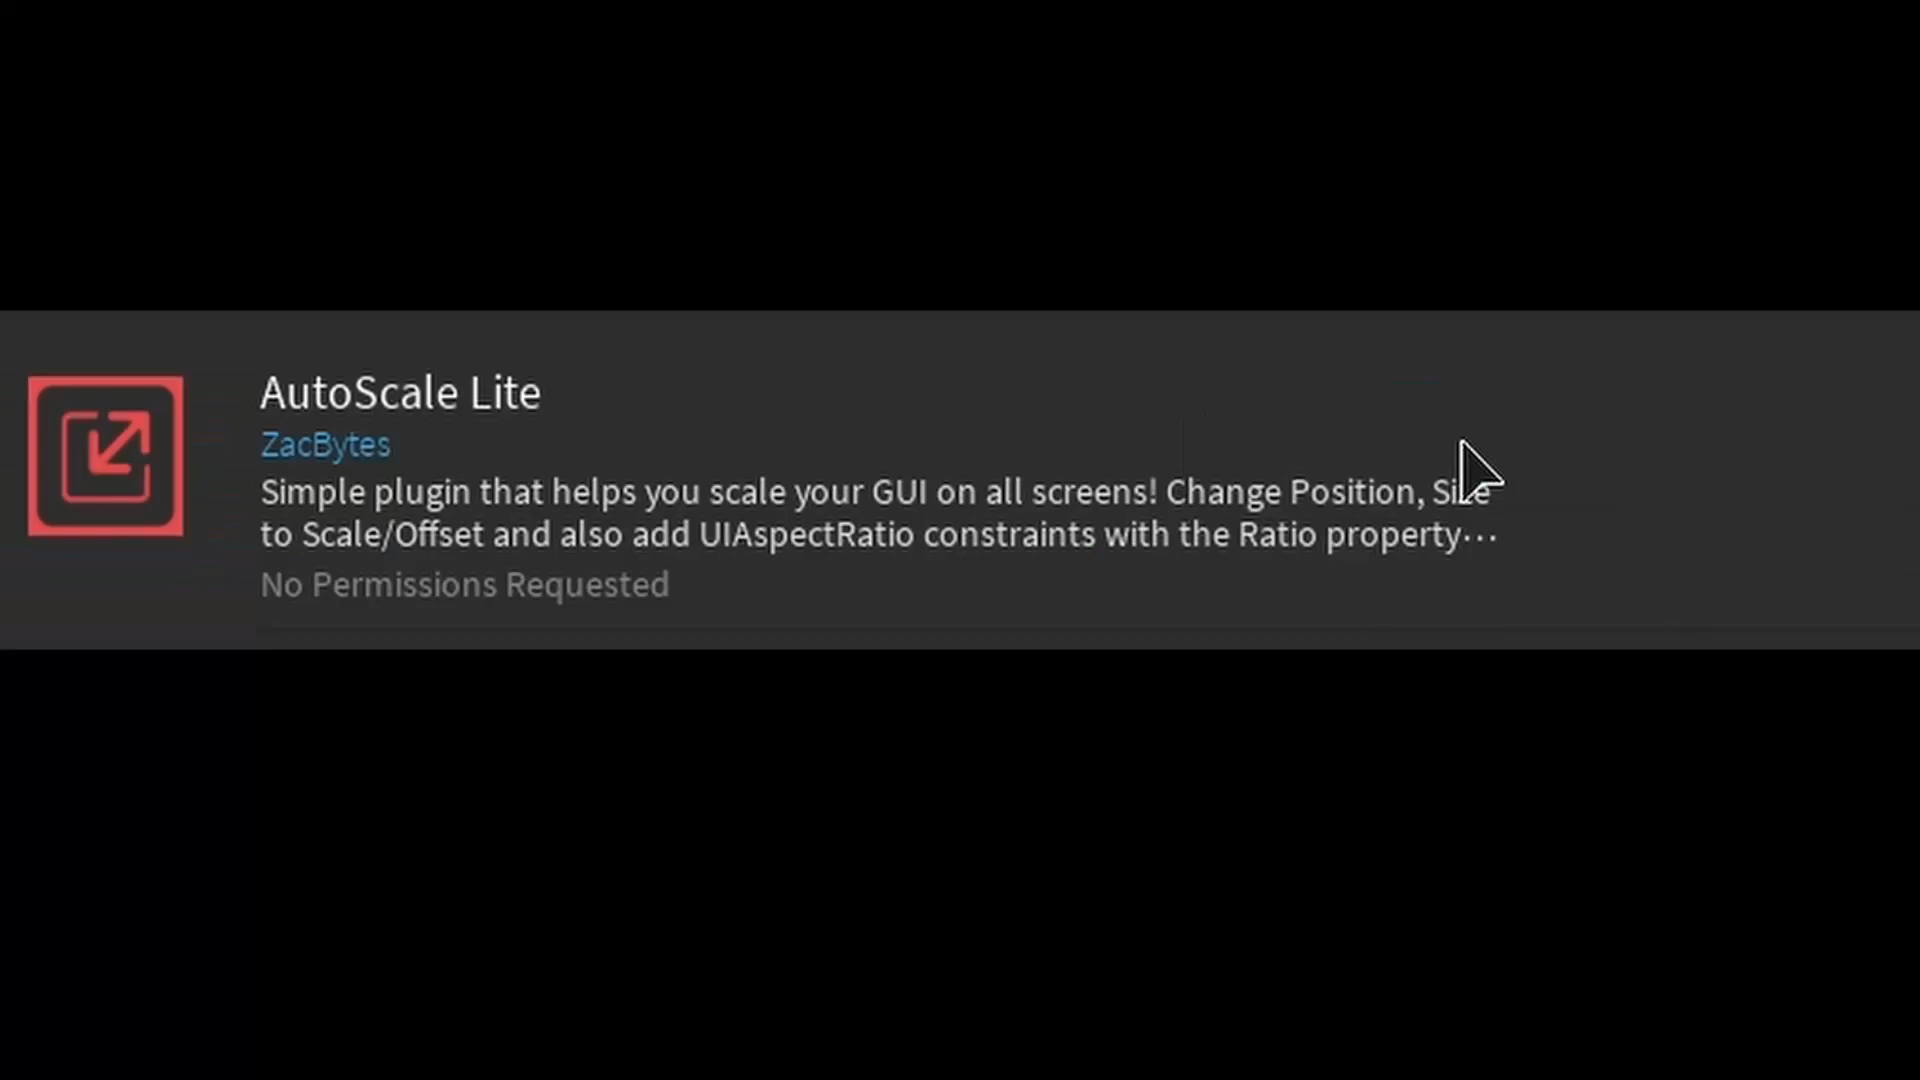 AutoScale Lite
ZacBytes
Simple plugin that helps you scale your GUI on all screens! Change Position, Size
to Scale/Offset and also add UIAspectRatio constraints with the Ratio property...
No Permissions Requested